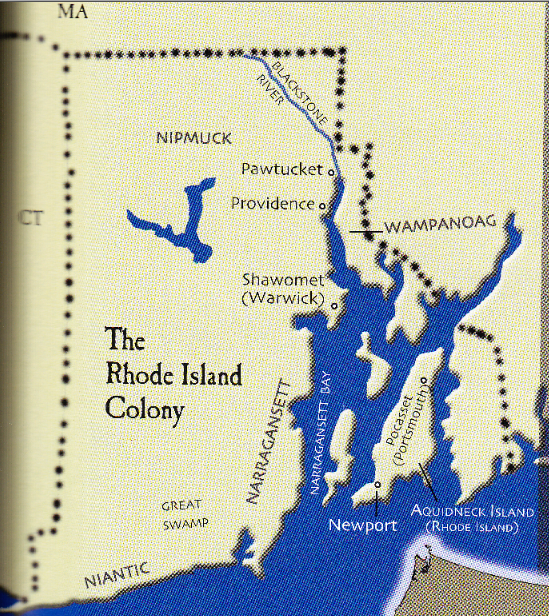 MA
BLACKSTONE
RIVER
NIPMUCK
Pawtucket
Providence
CT
WAMPANOAG
Shawomet
(Warwick)
The
Rhode Island
Colony
NARRAGANSETT
NARRAGANSETT BAY
Pocasset
(Portsmouth)
GREAT
SWAMP
Newport
AQUIDNECK ISLAND
(RHODE ISLAND)
NIANTIC